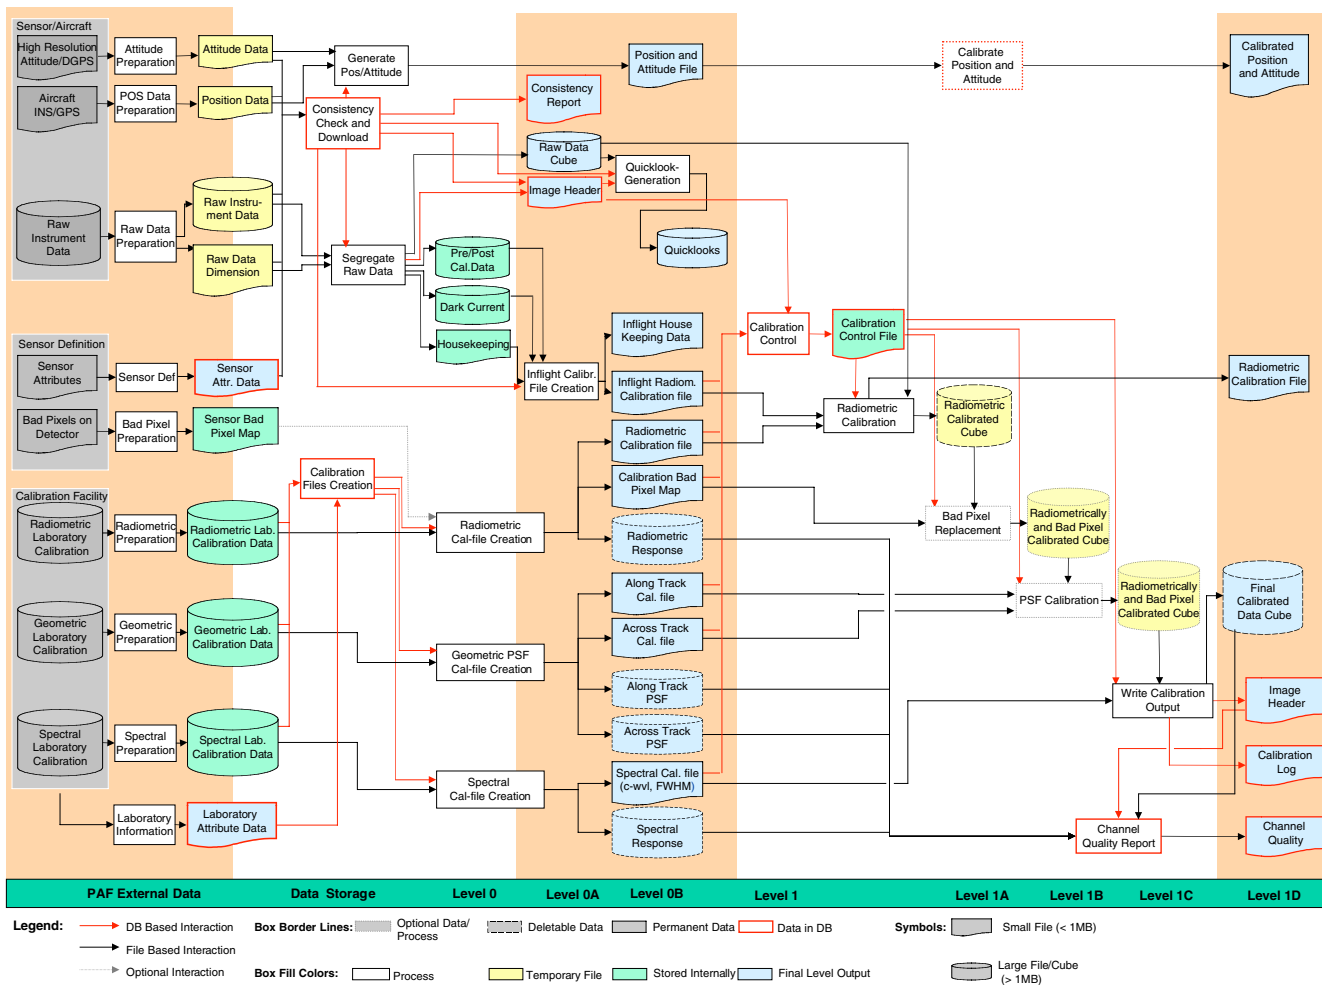 Sensor/Aircraft
High Resolution
Attitude/DGPS
Attitude
Preparation
Attitude Data
Generate
Pos/Attitude
Position and
Attitude File
Calibrate
Position and
Attitude
Calibrated
Position
and Attitude
Aircraft
INS/GPS
POS Data
Preparation
Position Data
Consistency
Check and
Download
Consistency
Report
Raw Data
Cube
Quicklook-
Generation
Image Header
Quicklooks
Raw
Instrument
Data
Raw Data
Preparation
Raw Instru-
ment Data
Raw Data
Dimension
Segregate
Raw Data
Pre/Post
Cal.Data
Dark Current
Housekeeping
Sensor Definition
Sensor
Attributes
Sensor Def
Sensor
Attr. Data
Inflight Calibr.
File Creation
Inflight House
Keeping Data
Inflight Radiom.
Calibration file
Calibration
Control
Calibration
Control File
Radiometric
Calibration File
Bad Pixels on
Detector
Bad Pixel
Preparation
Sensor Bad
Pixel Map
Radiometric
Calibration file
Radiometric
Calibration
Radiometric
Calibrated
Cube
Calibration
Files Creation
Calibration Bad
Pixel Map
Calibration Facility
Radiometric
Laboratory
Calibration
Radiometric
Preparation
Radiometric Lab.
Calibration Data
Radiometric
Cal-file Creation
Radiometric
Response
Bad Pixel
Replacement
Radiometrically
and Bad Pixel
Calibrated Cube
Geometric
Laboratory
Calibration
Geometric
Preparation
Geometric Lab.
Calibration Data
Geometric PSF
Cal-file Creation
Along Track
Cal. file
Across Track
Cal. file
Along Track
PSF
Across Track
PSF
PSF Calibration
Radiometrically
and Bad Pixel
Calibrated Cube
Final
Calibrated
Data Cube
Write Calibration
Output
Image
Header
Spectral
Laboratory
Calibration
Spectral
Preparation
Spectral Lab.
Calibration Data
Spectral
Cal-file Creation
Spectral Cal. file
(c-wvl, FWHM)
Spectral
Response
Calibration
Log
Laboratory
Information
Laboratory
Attribute Data
Channel
Quality Report
Channel
Quality
PAF External Data
Data Storage
Level 0
Level 0A
Level 0B
Level 1
Level 1A
Level 1B
Level 1C
Level 1D
Legend:
DB Based Interaction
File Based Interaction
Optional Interaction
Box Border Lines:
Optional Data/
Process
Deletable Data
Permanent Data
Data in DB
Symbols:
Small File (< 1MB)
Box Fill Colors:
Process
Temporary File
Stored Internally
Final Level Output
Large File/Cube
(> 1MB)